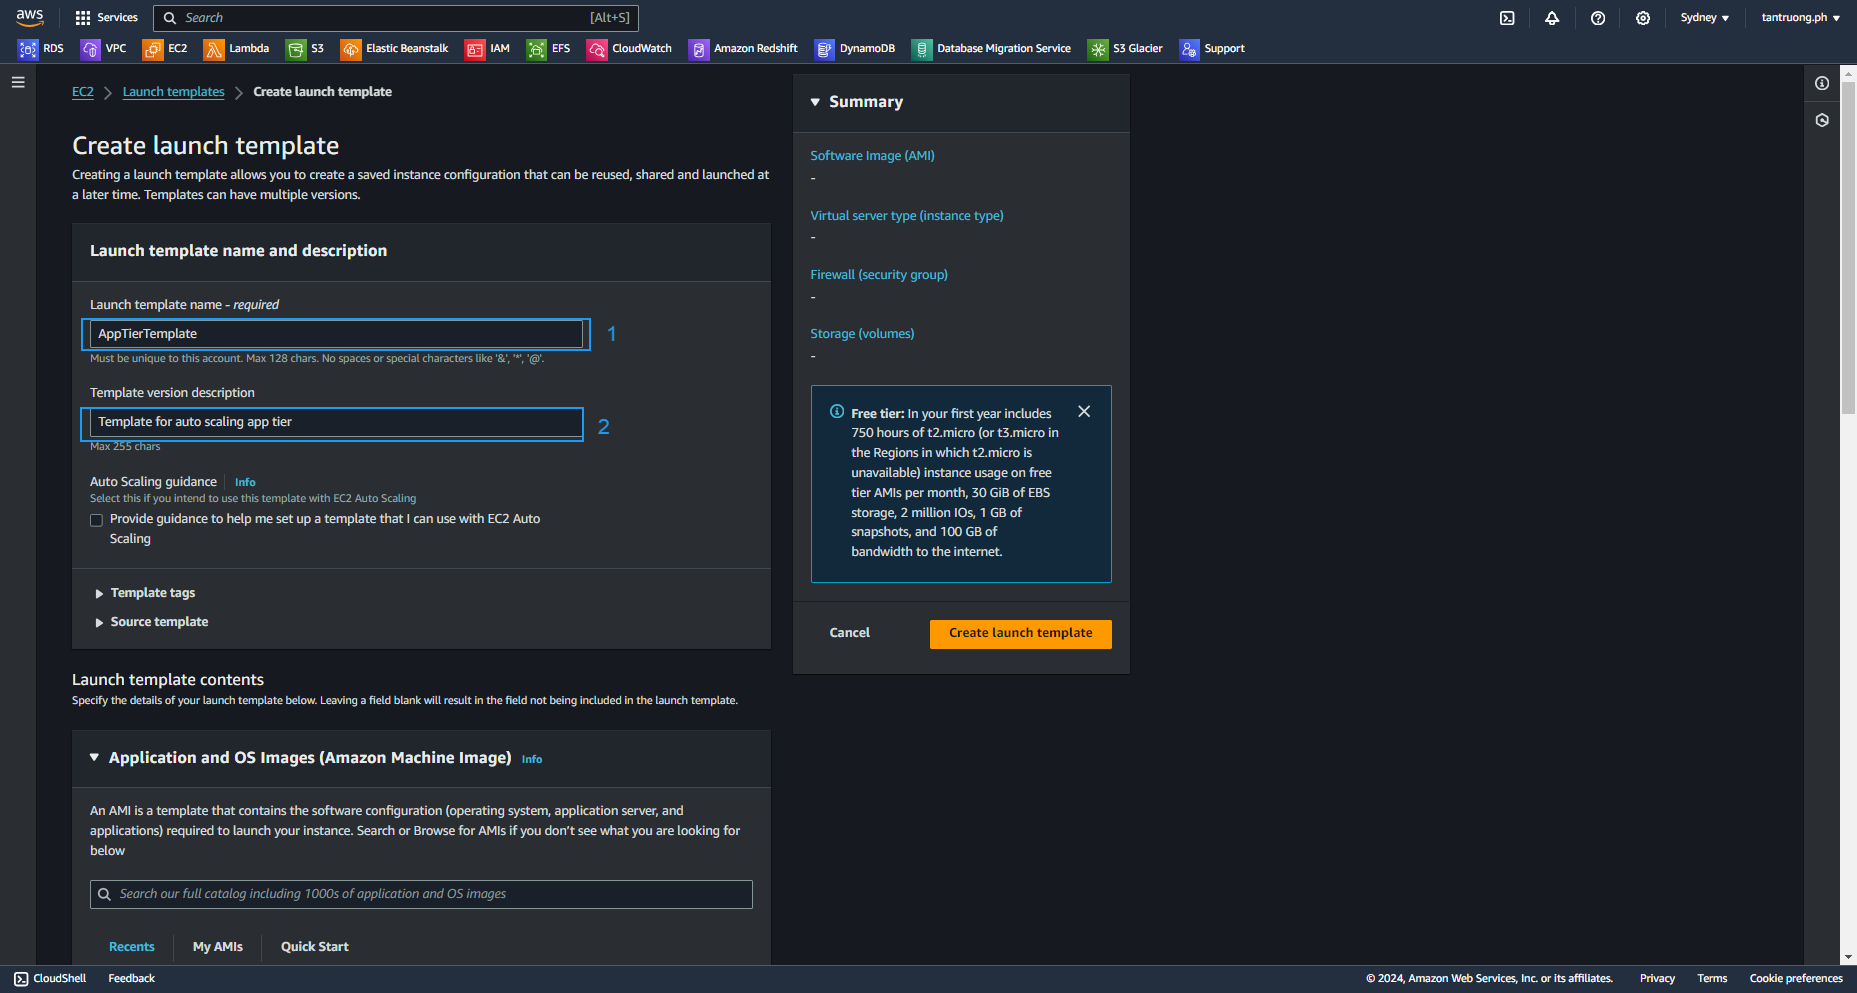 aws
Services
Search
[Alt+S]
Sydney ▼
tantruong.ph ▼
RDS
VPC
EC2
Lambda
S3
Elastic Beanstalk
IAM
EFS
CloudWatch
Amazon Redshift
DynamoDB
Database Migration Service
S3 Glacier
Support
EC2 > Launch templates > Create launch template
Create launch template
Creating a launch template allows you to create a saved instance configuration that can be reused, shared and launched at
a later time. Templates can have multiple versions.
Launch template name and description
Launch template name - required
AppTierTemplate
1
Must be unique to this account. Max 128 chars. No spaces or special characters like '&', '*', '@'.
Template version description
Template for auto scaling app tier
2
Max 255 chars
Auto Scaling guidance
Info
Select this if you intend to use this template with EC2 Auto Scaling
Provide guidance to help me set up a template that I can use with EC2 Auto
Scaling
Template tags
Source template
Launch template contents
Specify the details of your launch template below. Leaving a field blank will result in the field not being included in the launch template.
Application and OS Images (Amazon Machine Image)
Info
An AMI is a template that contains the software configuration (operating system, application server, and
applications) required to launch your instance. Search or Browse for AMIs if you don't see what you are looking for
below
Search our full catalog including 1000s of application and OS images
Recents
My AMIs
Quick Start
Summary
Software Image (AMI)
-
Virtual server type (instance type)
-
Firewall (security group)
-
Storage (volumes)
-
Free tier: In your first year includes
750 hours of t2.micro (or t3.micro in
the Regions in which t2.micro is
unavailable) instance usage on free
tier AMIs per month, 30 GiB of EBS
storage, 2 million IOs, 1 GB of
snapshots, and 100 GB of
bandwidth to the internet.
Cancel
Create launch template
CloudShell
Feedback
© 2024, Amazon Web Services, Inc. or its affiliates.
Privacy
Terms
Cookie preferences